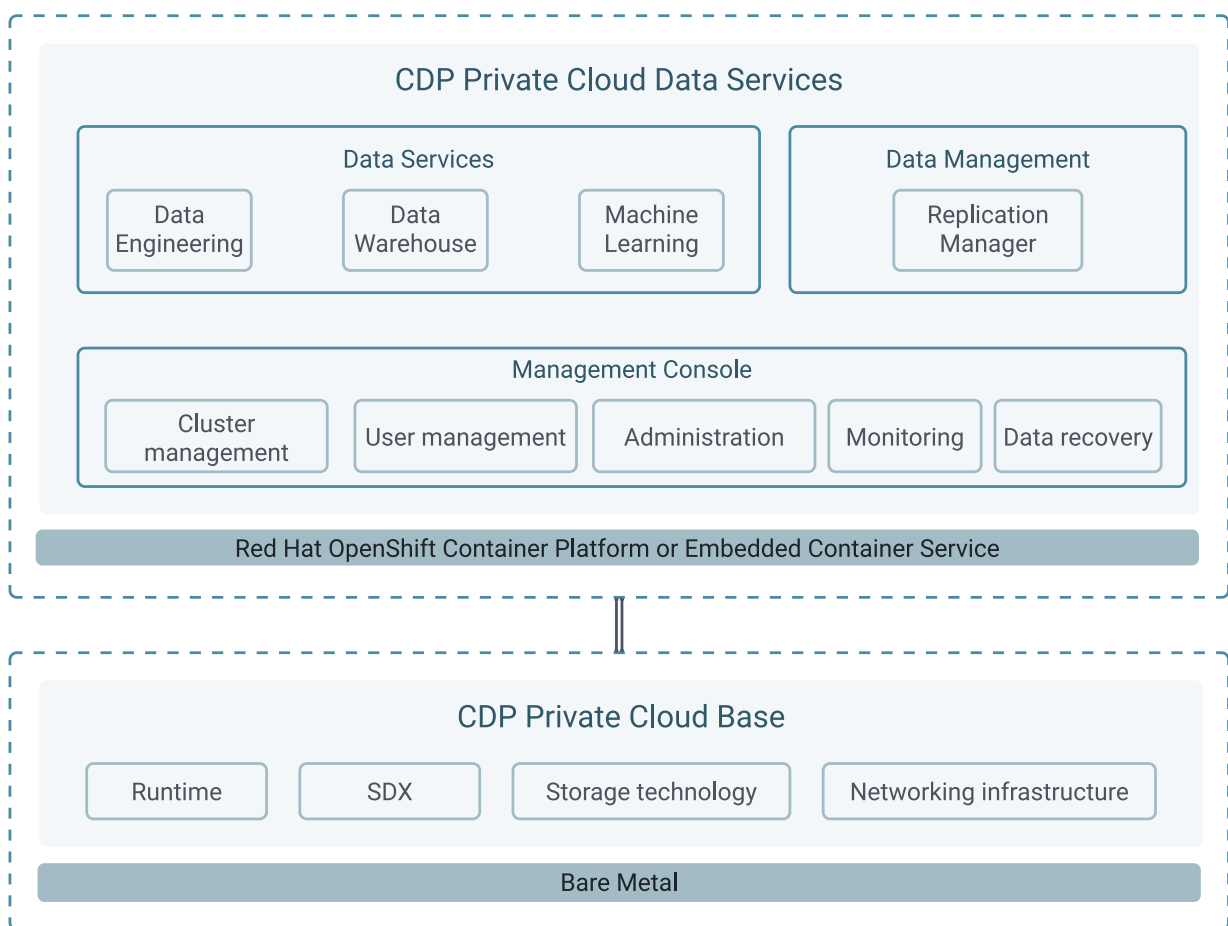 CDP Private Cloud Data Services
Data Services
Data
Engineering
Data
Warehouse
Machine
Learning
Data Management
Replication
Manager
Management Console
Cluster
management
User management
Administration
Monitoring
Data recovery
Red Hat OpenShift Container Platform or Embedded Container Service
CDP Private Cloud Base
Runtime
SDX
Storage technology
Networking infrastructure
Bare Metal